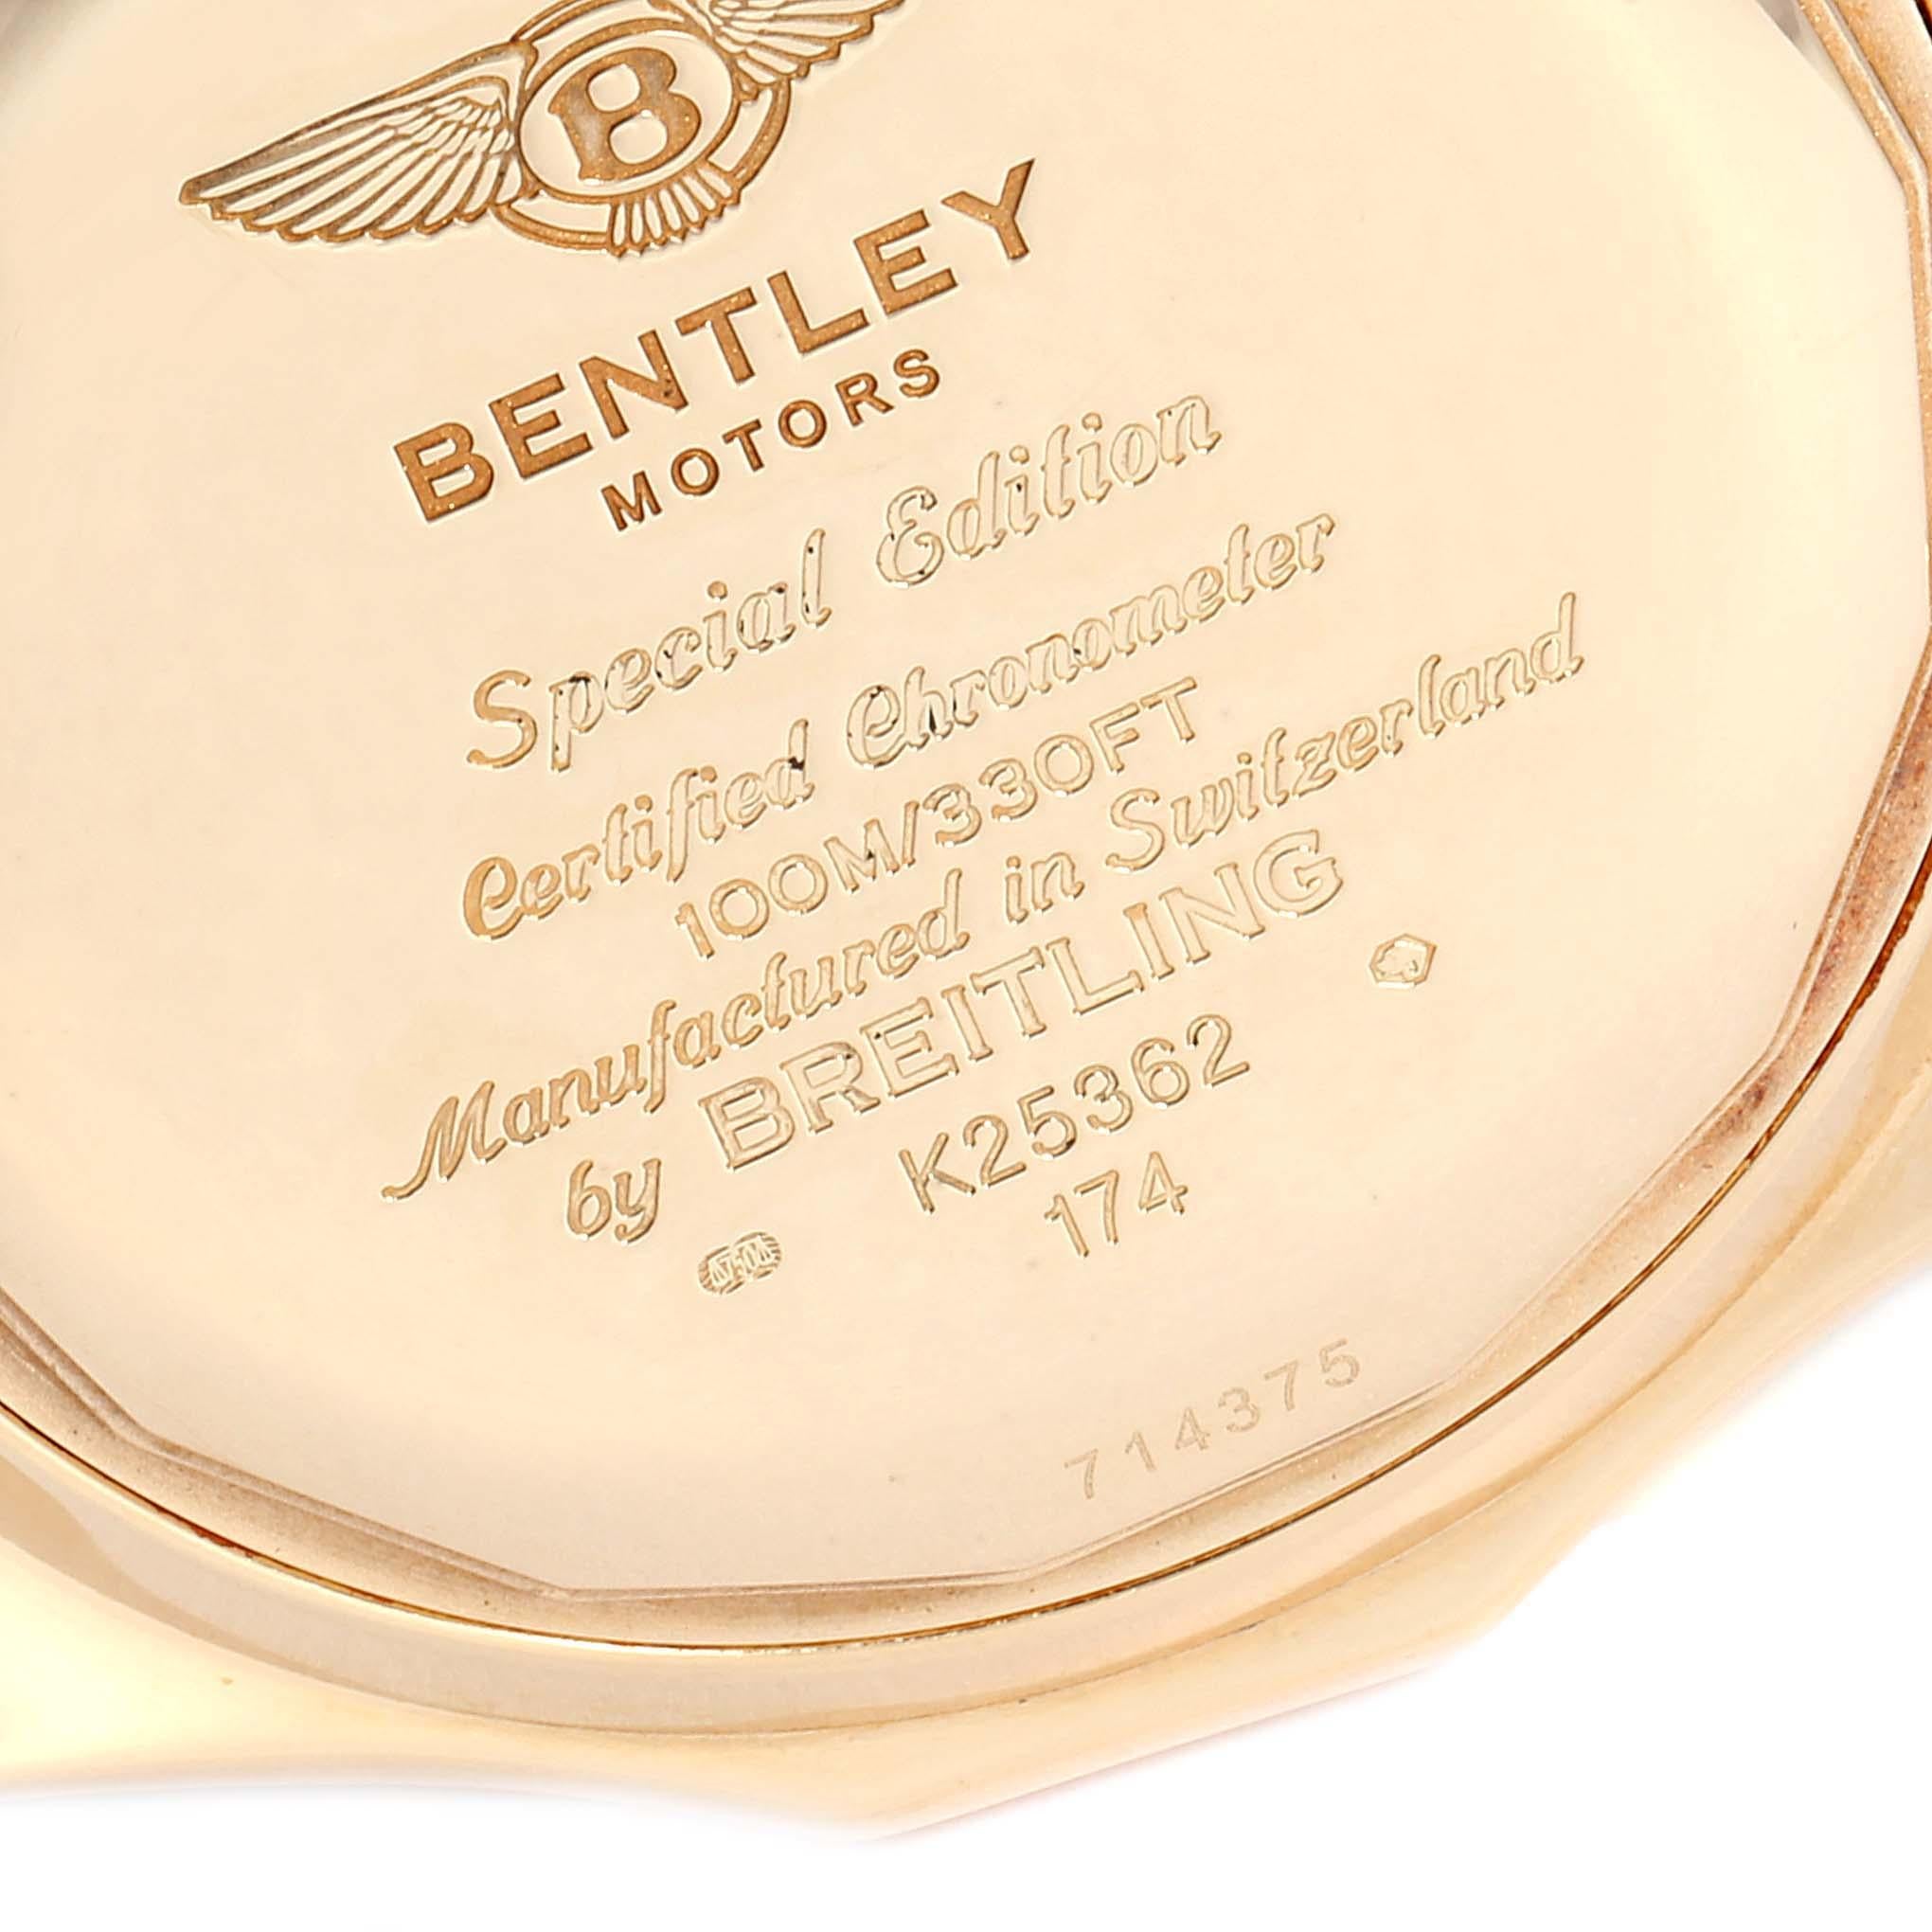 B
BENTLEY
MOTORS
Special Edition
Certified Chronometer
100M/330FT
Manufactured in Switzerland
by BREITLING
K25362
174
714375